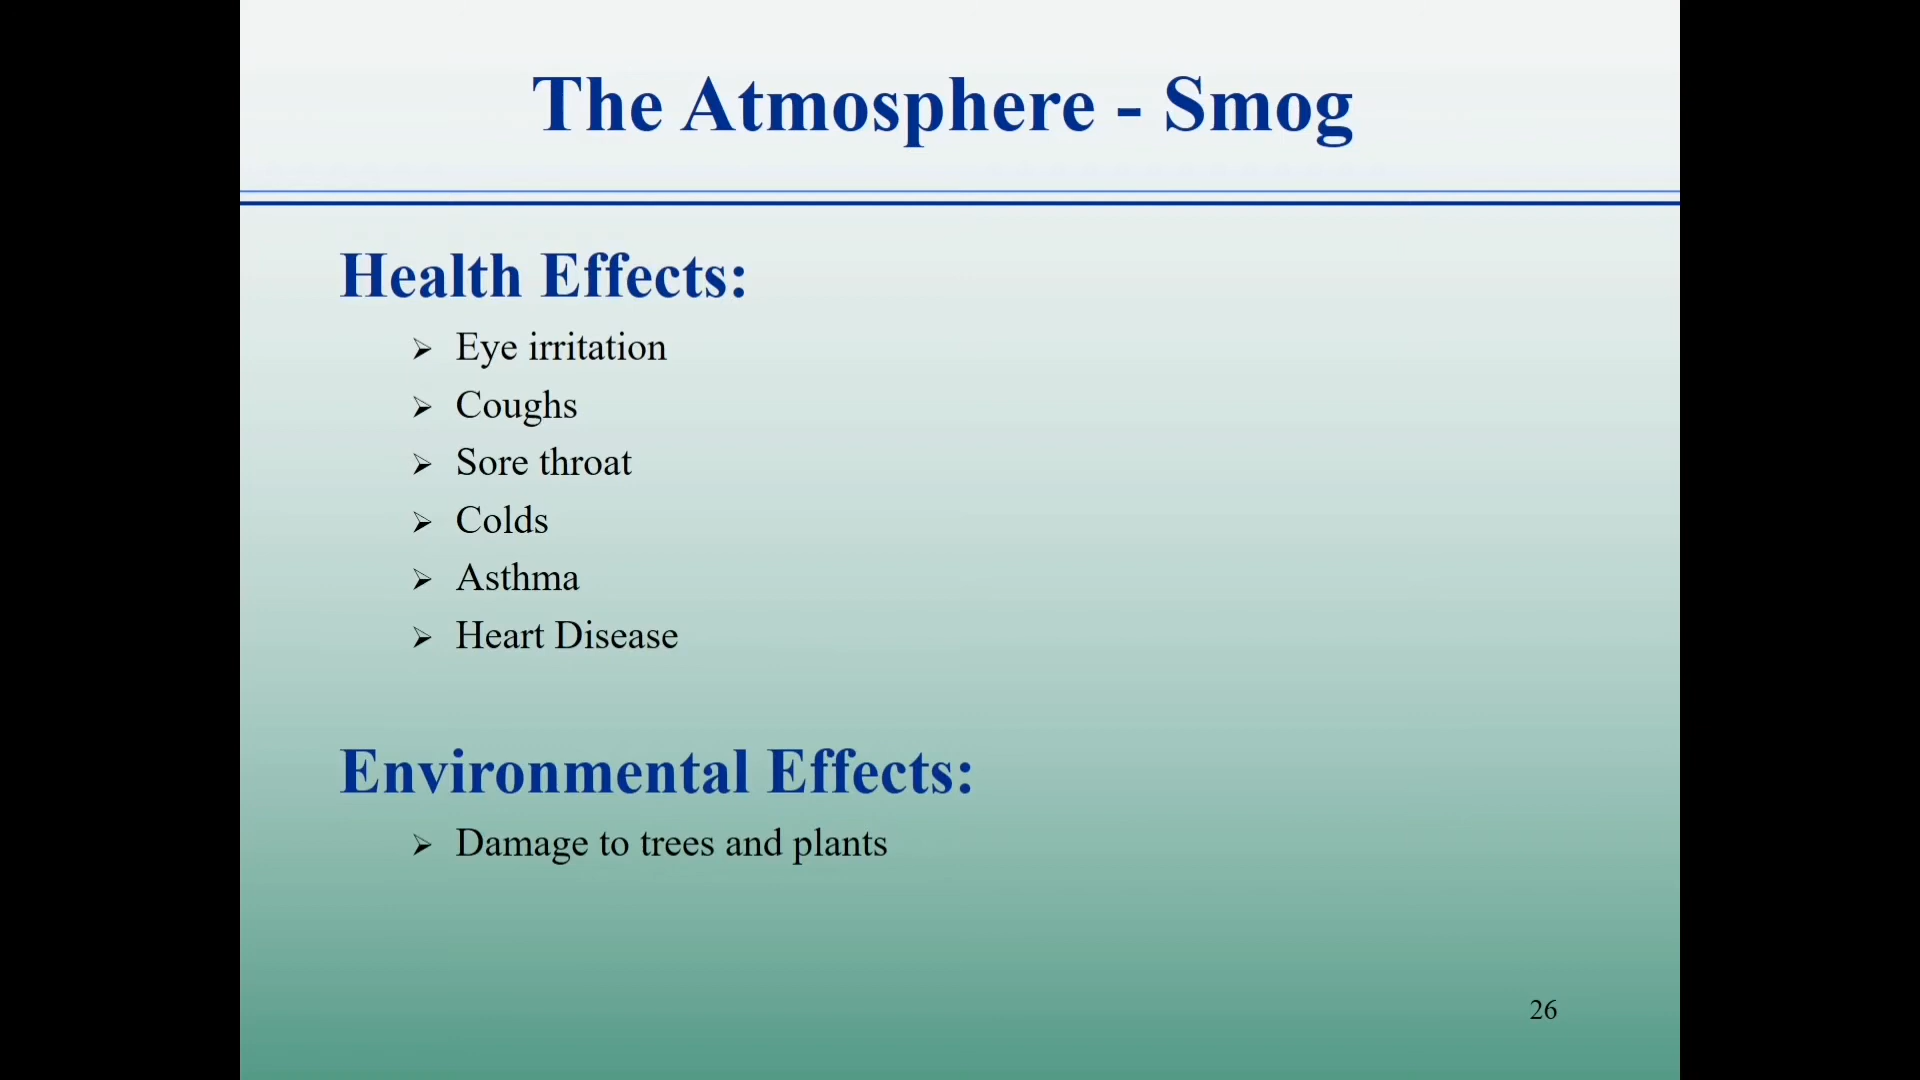 The Atmosphere - Smog
Health Effects:
➢ Eye irritation
➢ Coughs
➢ Sore throat
➢ Colds
➢ Asthma
➢ Heart Disease
Environmental Effects:
➢ Damage to trees and plants
26